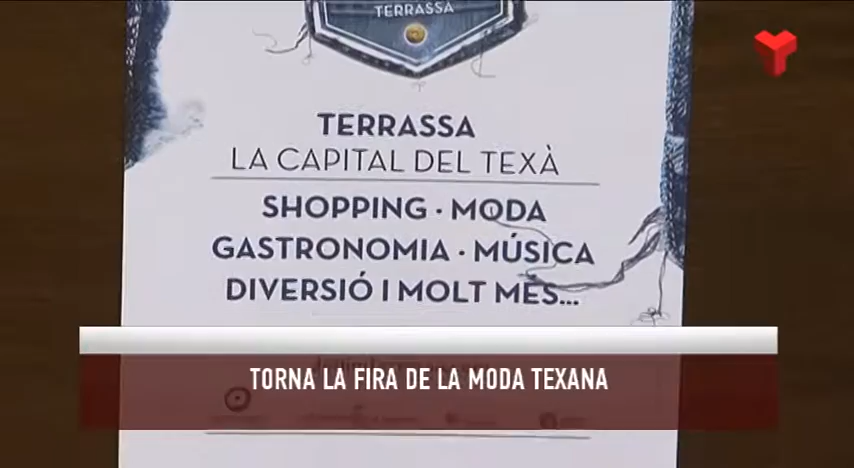 TERRASSA
TERRASSA
LA CAPITAL DEL TEXÀ
SHOPPING · MODA
GASTRONOMIA · MÚSICA
DIVERSIÓ I MOLT MÉS...
TORNA LA FIRA DE LA MODA TEXANA